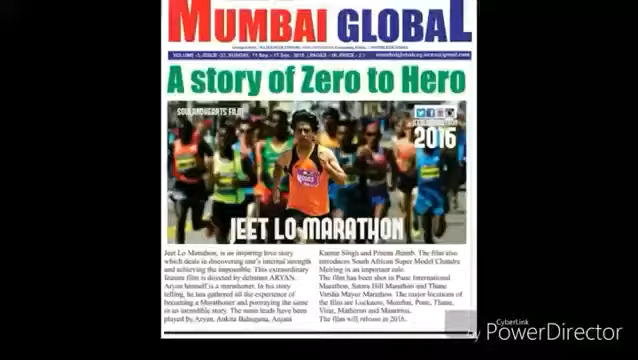 MUMBAI GLOBAL
A story of Zero to Hero
SOULANDHEARTS FILM
2016
JEET LO MARATHON
Jeet Lo Marathon, is an inspiring love story
which deals in discovering one's internal strength
and achieving the impossible. This extraordinary
feature film is directed by debutant ARYAN.
Aryan himself is a marathoner. In his story
telling, he has gathered all the experience of
becoming a Marathoner and portraying the same
in an incredible story. The main leads have been
played by Aryan, Ankita Bahuguna, Anjani
Kumar Singh and Prerna The film also
introduces South African Super Model Chandre
Meiring in an important role.
The film has been shot in Pune International
Marathon, Satara Hill Marathon and Thane
Varsha Mayor Marathon. The major locations of
the film are Lucknow, Mumbai, Pune, Thane,
Virar, Matheran and Mauritius.
The film will release in 2016.
CyberLink
by PowerDirector